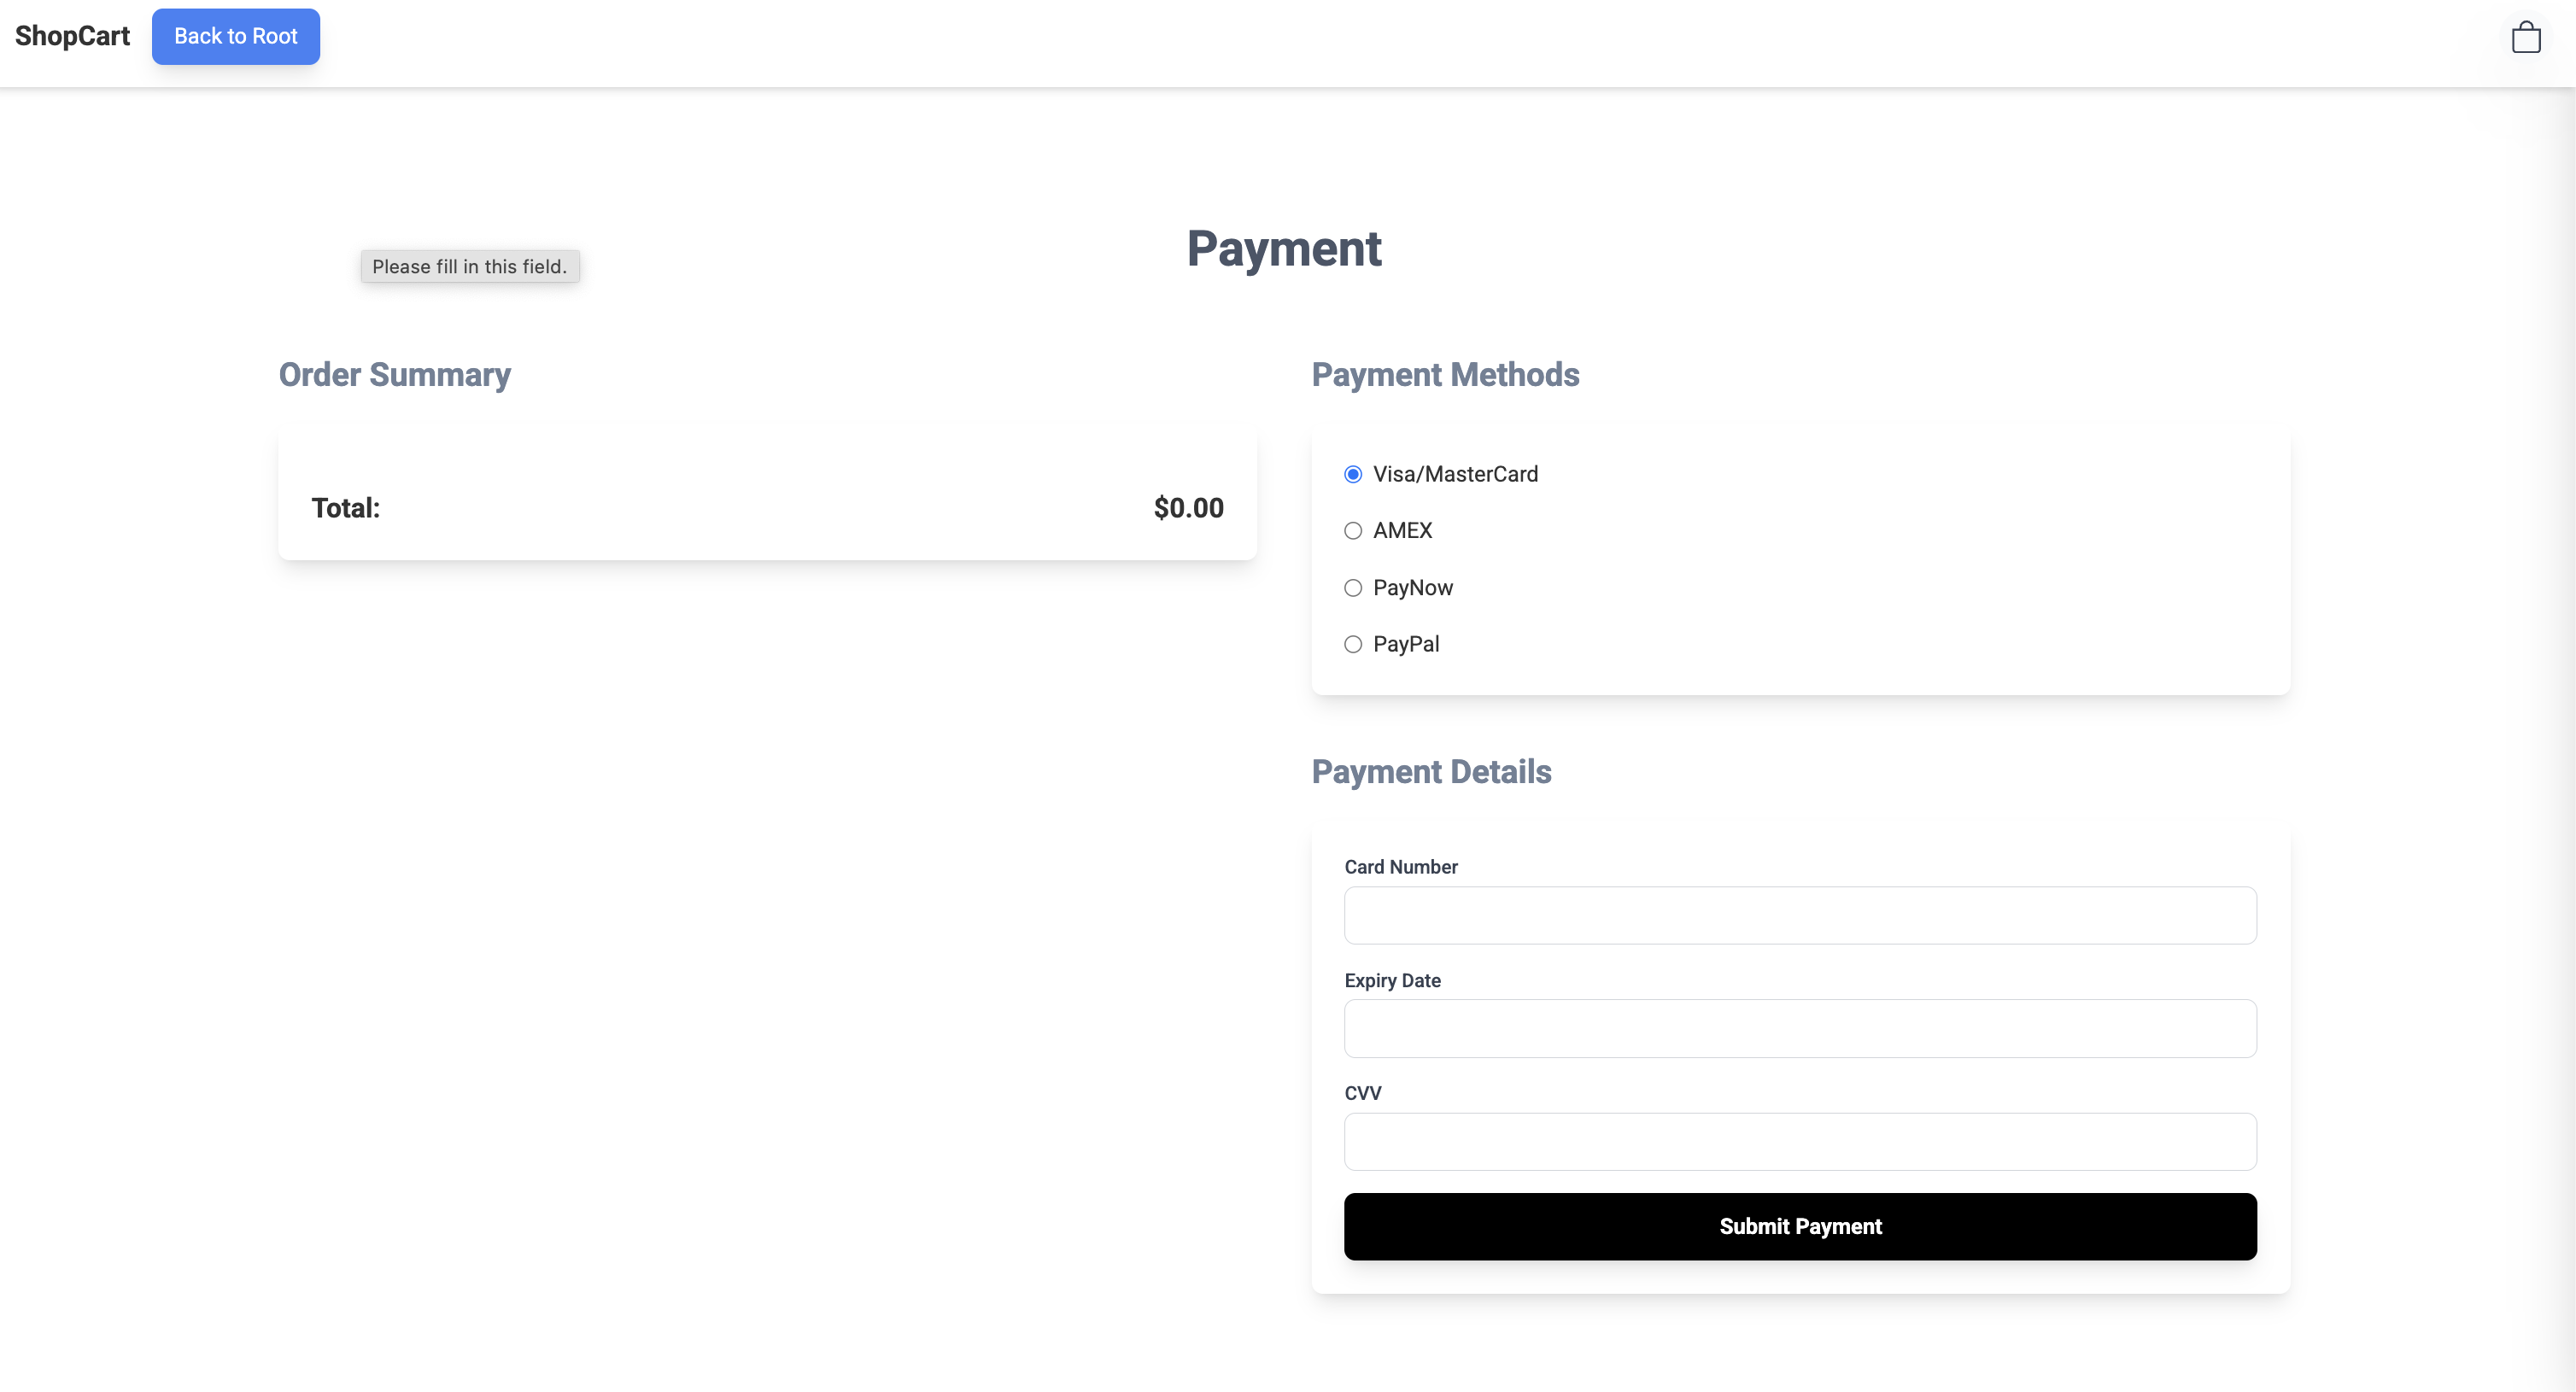 ShopCart
Back to Root
Payment
Please fill in this field.
Order Summary
Total: $0.00
Payment Methods
Visa/MasterCard
AMEX
PayNow
PayPal
Payment Details
Card Number
Expiry Date
CVV
Submit Payment